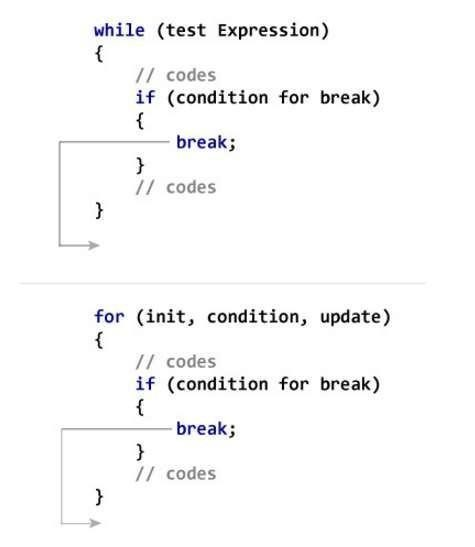 while (test Expression)
{
// codes
if (condition for break)
{
break;
}
// codes
}
for (init, condition, update)
{
// codes
if (condition for break)
{
break;
}
// codes
}